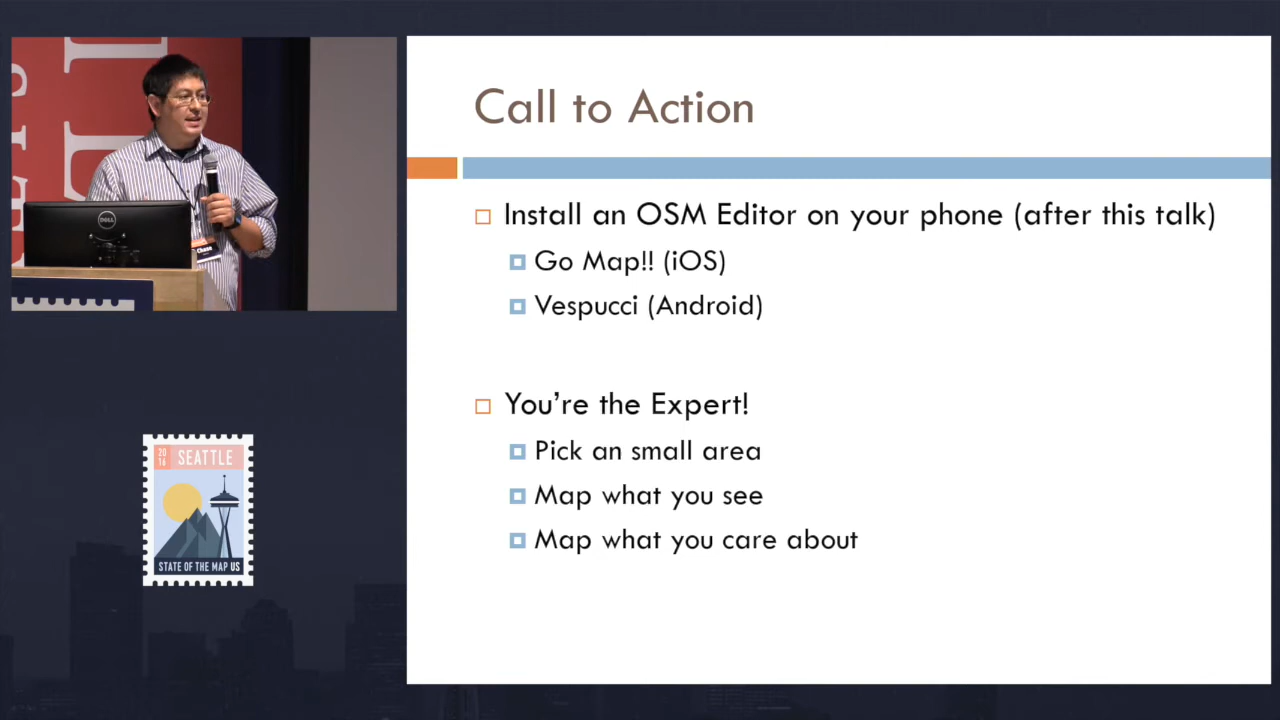 Call to Action
Install an OSM Editor on your phone (after this talk)
Go Map!! (iOS)
Vespucci (Android)
You're the Expert!
Pick an small area
Map what you see
Map what you care about
DELL
Chase
2016
SEATTLE
STATE OF THE MAP US